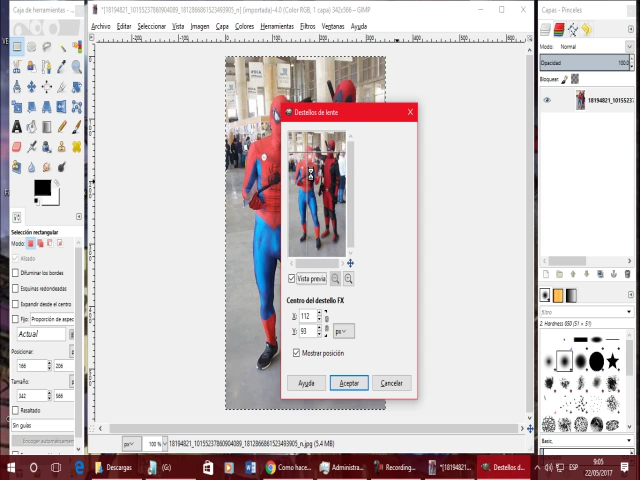 Caja de herramientas - ...
*[18194821_10155237860904089_1812866861523493905_n] (importada)-4.0 (Color RGB, 1 capa) 342x566 – GIMP
Capas - Pinceles
Archivo Editar Seleccionar Vista Imagen Capa Colores Herramientas Filtros Ventanas Ayuda
Modo: Normal
Opacidad 100,0
Bloquear:
18194821_10155237
Destellos de lente
Vista previa
Centro del destello FX
X: 112
Y: 93
px
Mostrar posición
Ayuda Aceptar Cancelar
Selección rectangular
Modo:
Alisado
Difuminar los bordes
Esquinas redondeadas
Expandir desde el centro
Fijo: Proporción de aspec
Actual
Posicionar:
166 206
Tamaño:
342 566
Resaltado
Sin guías
Encoger automáticamen
filtro
2. Hardness 050 (51 × 51)
Básic,
px 100 % 18194821_10155237860904089_1812866861523493905_n.jpg (5,4 MB)
Descargas
(G:)
Como hace...
Administra...
Recording...
*[18194821...
Destellos d...
ESP
9:05
22/05/2017